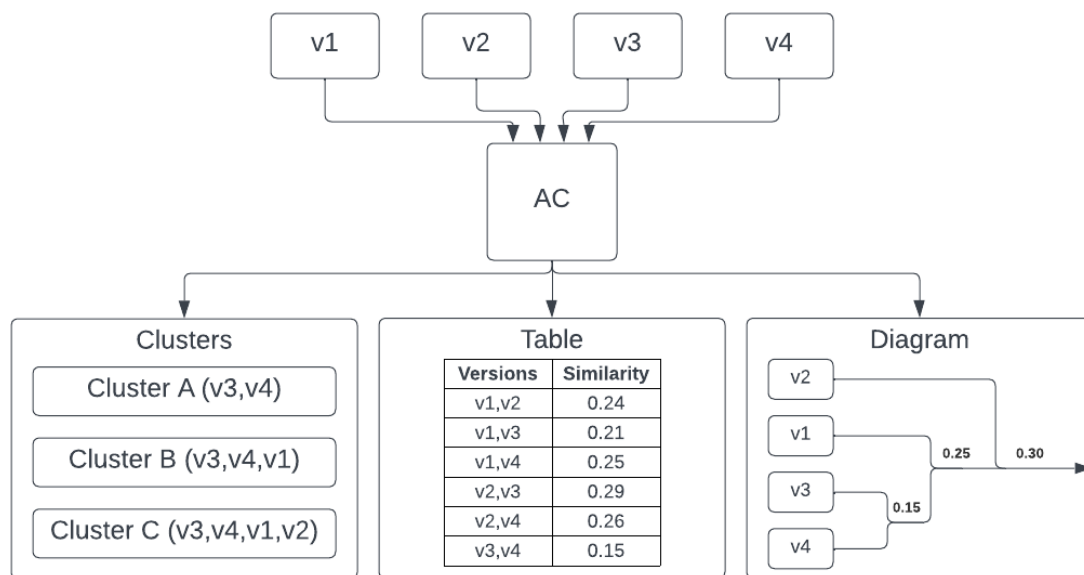 v1
v2
v3
v4
AC
Clusters
Cluster A (v3,v4)
Cluster B (v3,v4,v1)
Cluster C (v3,v4,v1,v2)
Table
Versions Similarity
v1,v2 0.24
v1,v3 0.21
v1,v4 0.25
v2,v3 0.29
v2,v4 0.26
v3,v4 0.15
Diagram
v2
v1
0.25 0.30
v3
0.15
v4